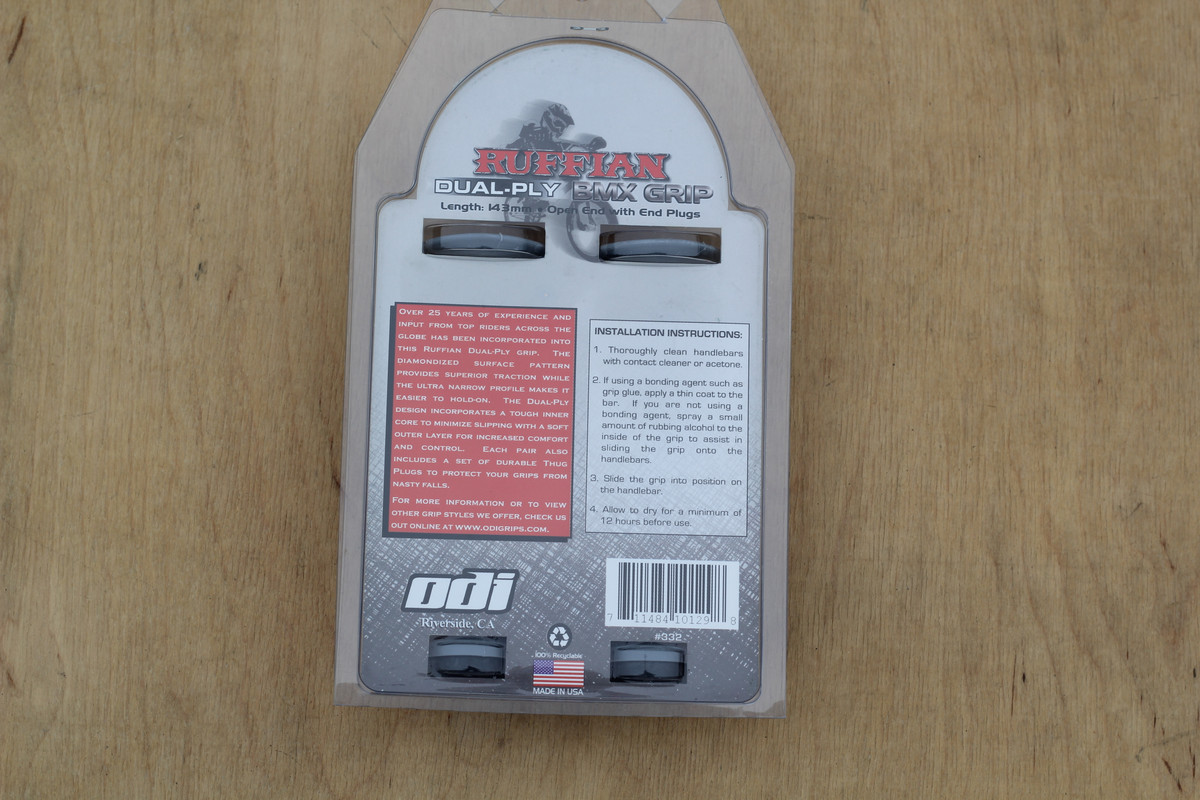 RUFFIAN
DUAL-PLY BMX GRIP
Length: 143mm • Open End with End Plugs
OVER 25 YEARS OF EXPERIENCE AND
INPUT FROM TOP RIDERS ACROSS THE
GLOBE HAS BEEN INCORPORATED INTO
THIS RUFFIAN DUAL-PLY GRIP. THE
DIAMONDIZED SURFACE PATTERN
PROVIDES SUPERIOR TRACTION WHILE
THE ULTRA NARROW PROFILE MAKES IT
EASIER TO HOLD-ON. THE DUAL-PLY
DESIGN INCORPORATES A TOUGH INNER
CORE TO MINIMIZE SLIPPING WITH A SOFT
OUTER LAYER FOR INCREASED COMFORT
AND CONTROL. EACH PAIR ALSO
INCLUDES A SET OF DURABLE THUG
PLUGS TO PROTECT YOUR GRIPS FROM
NASTY FALLS.
FOR MORE INFORMATION OR TO VIEW
OTHER GRIP STYLES WE OFFER, CHECK US
OUT ONLINE AT WWW.ODIGRIPS.COM.
INSTALLATION INSTRUCTIONS:
1. Thoroughly clean handlebars
with contact cleaner or acetone.
2. If using a bonding agent such as
grip glue, apply a thin coat to the
bar. If you are not using a
bonding agent, spray a small
amount of rubbing alcohol to the
inside of the grip to assist in
sliding the grip onto the
handlebars.
3. Slide the grip into position on
the handlebar.
4. Allow to dry for a minimum of
12 hours before use.
odi
Riverside, CA
7 11484 10129 8
#332
100% Recyclable
MADE IN USA